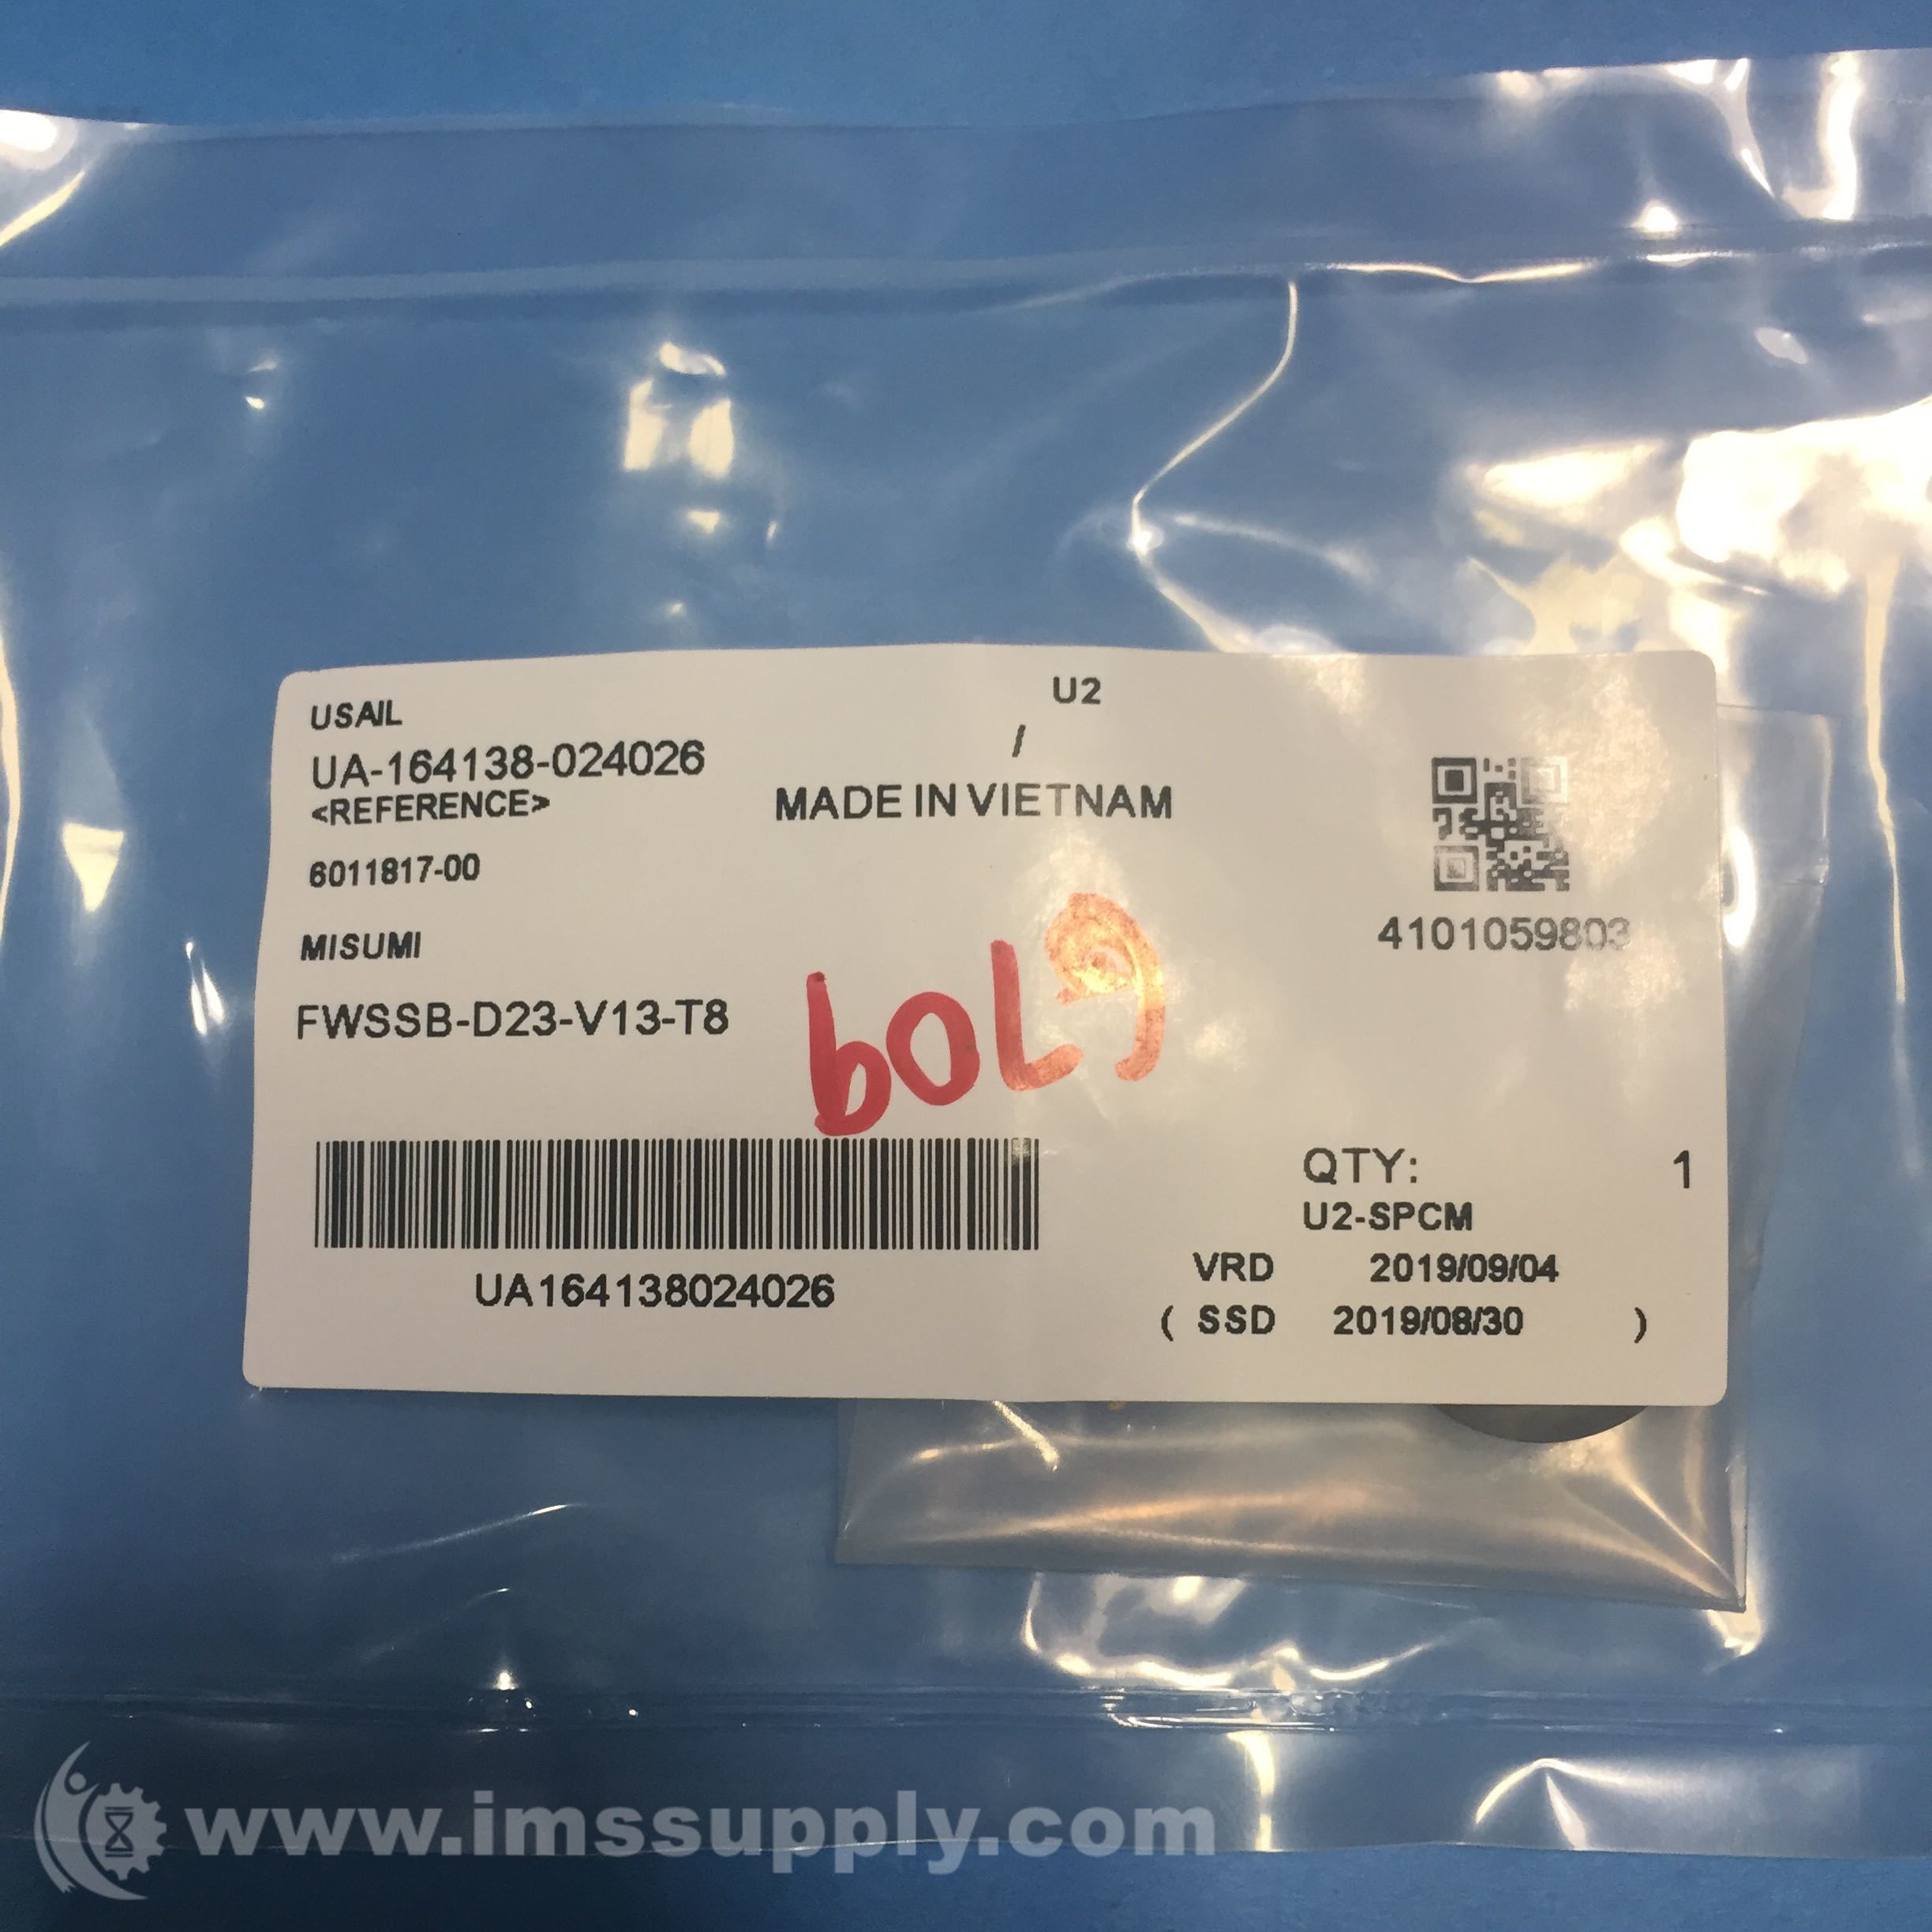 USAIL
U2
UA-164138-024026
/
<REFERENCE>
MADE IN VIETNAM
6011817-00
4101059803
MISUMI
FWSSB-D23-V13-T8
QTY: 1
U2-SPCM
VRD 2019/09/04
( SSD 2019/08/30 )
UA164138024026
www.imssupply.com